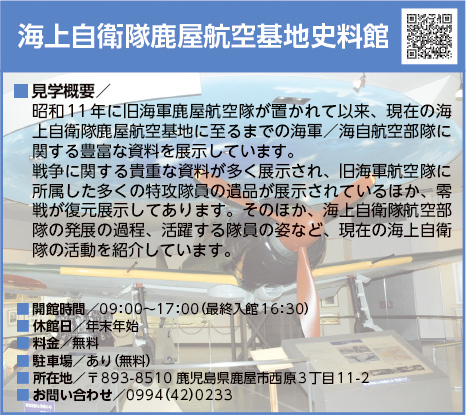 海上自衛隊鹿屋航空基地史料館
■見学概要／
昭和11年に旧海軍鹿屋航空隊が置かれて以来、現在の海
上自衛隊鹿屋航空基地に至るまでの海軍／海自航空部隊に
関する豊富な資料を展示しています。
戦争に関する貴重な資料が多く展示され、旧海軍航空隊に
所属した多くの特攻隊員の遺品が展示されているほか、零
戦が復元展示してあります。そのほか、海上自衛隊航空部
隊の発展の過程、活躍する隊員の姿など、現在の海上自衛
隊の活動を紹介しています。
■開館時間／09:00～17:00（最終入館16:30）
■休館日／年末年始
■料金／無料
■駐車場／あり（無料）
■所在地／〒893-8510 鹿児島県鹿屋市西原3丁目11-2
■お問い合わせ／0994(42)0233